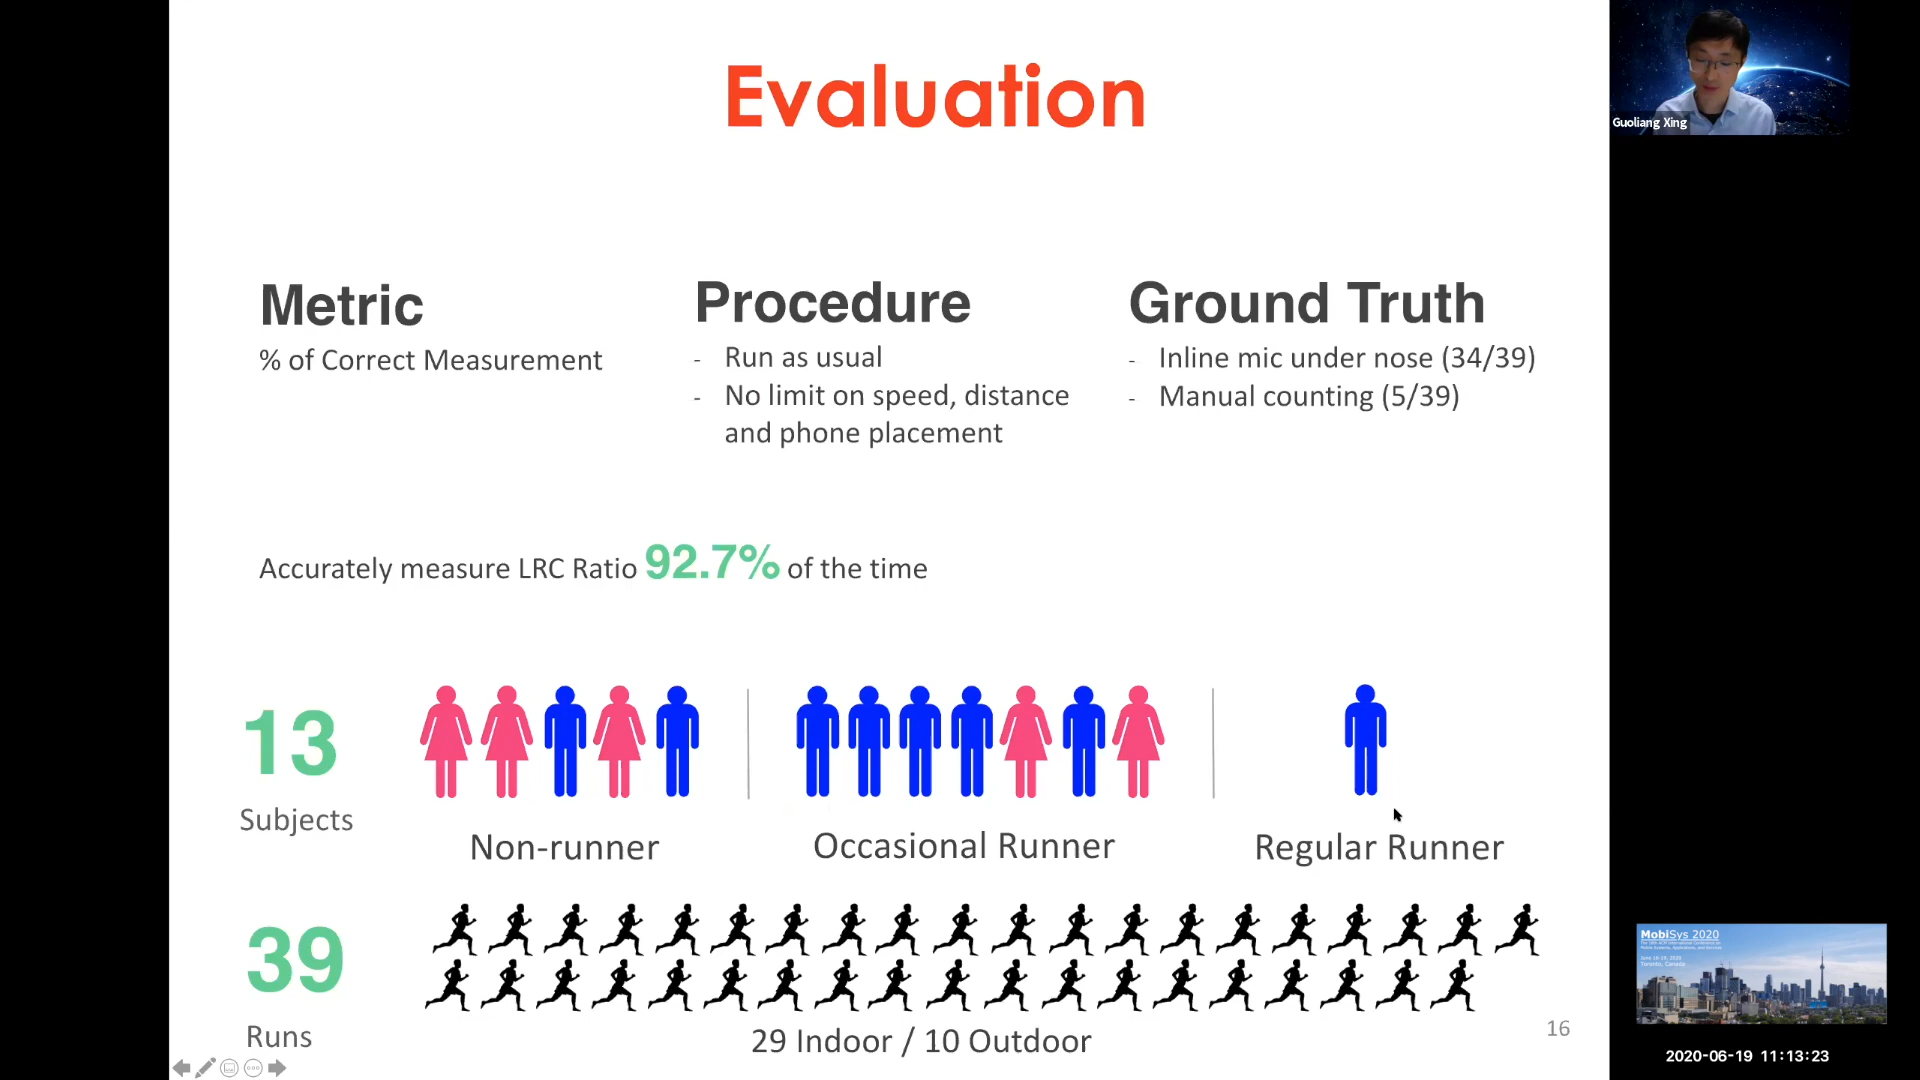 Evaluation
Guoliang Xing
Metric
% of Correct Measurement
Procedure
- Run as usual
- No limit on speed, distance
and phone placement
Ground Truth
- Inline mic under nose (34/39)
- Manual counting (5/39)
Accurately measure LRC Ratio 92.7% of the time
13
Subjects
Non-runner
Occasional Runner
Regular Runner
39
Runs
29 Indoor / 10 Outdoor
16
MobiSys 2020
Toronto, Canada
2020-06-19 11:13:23